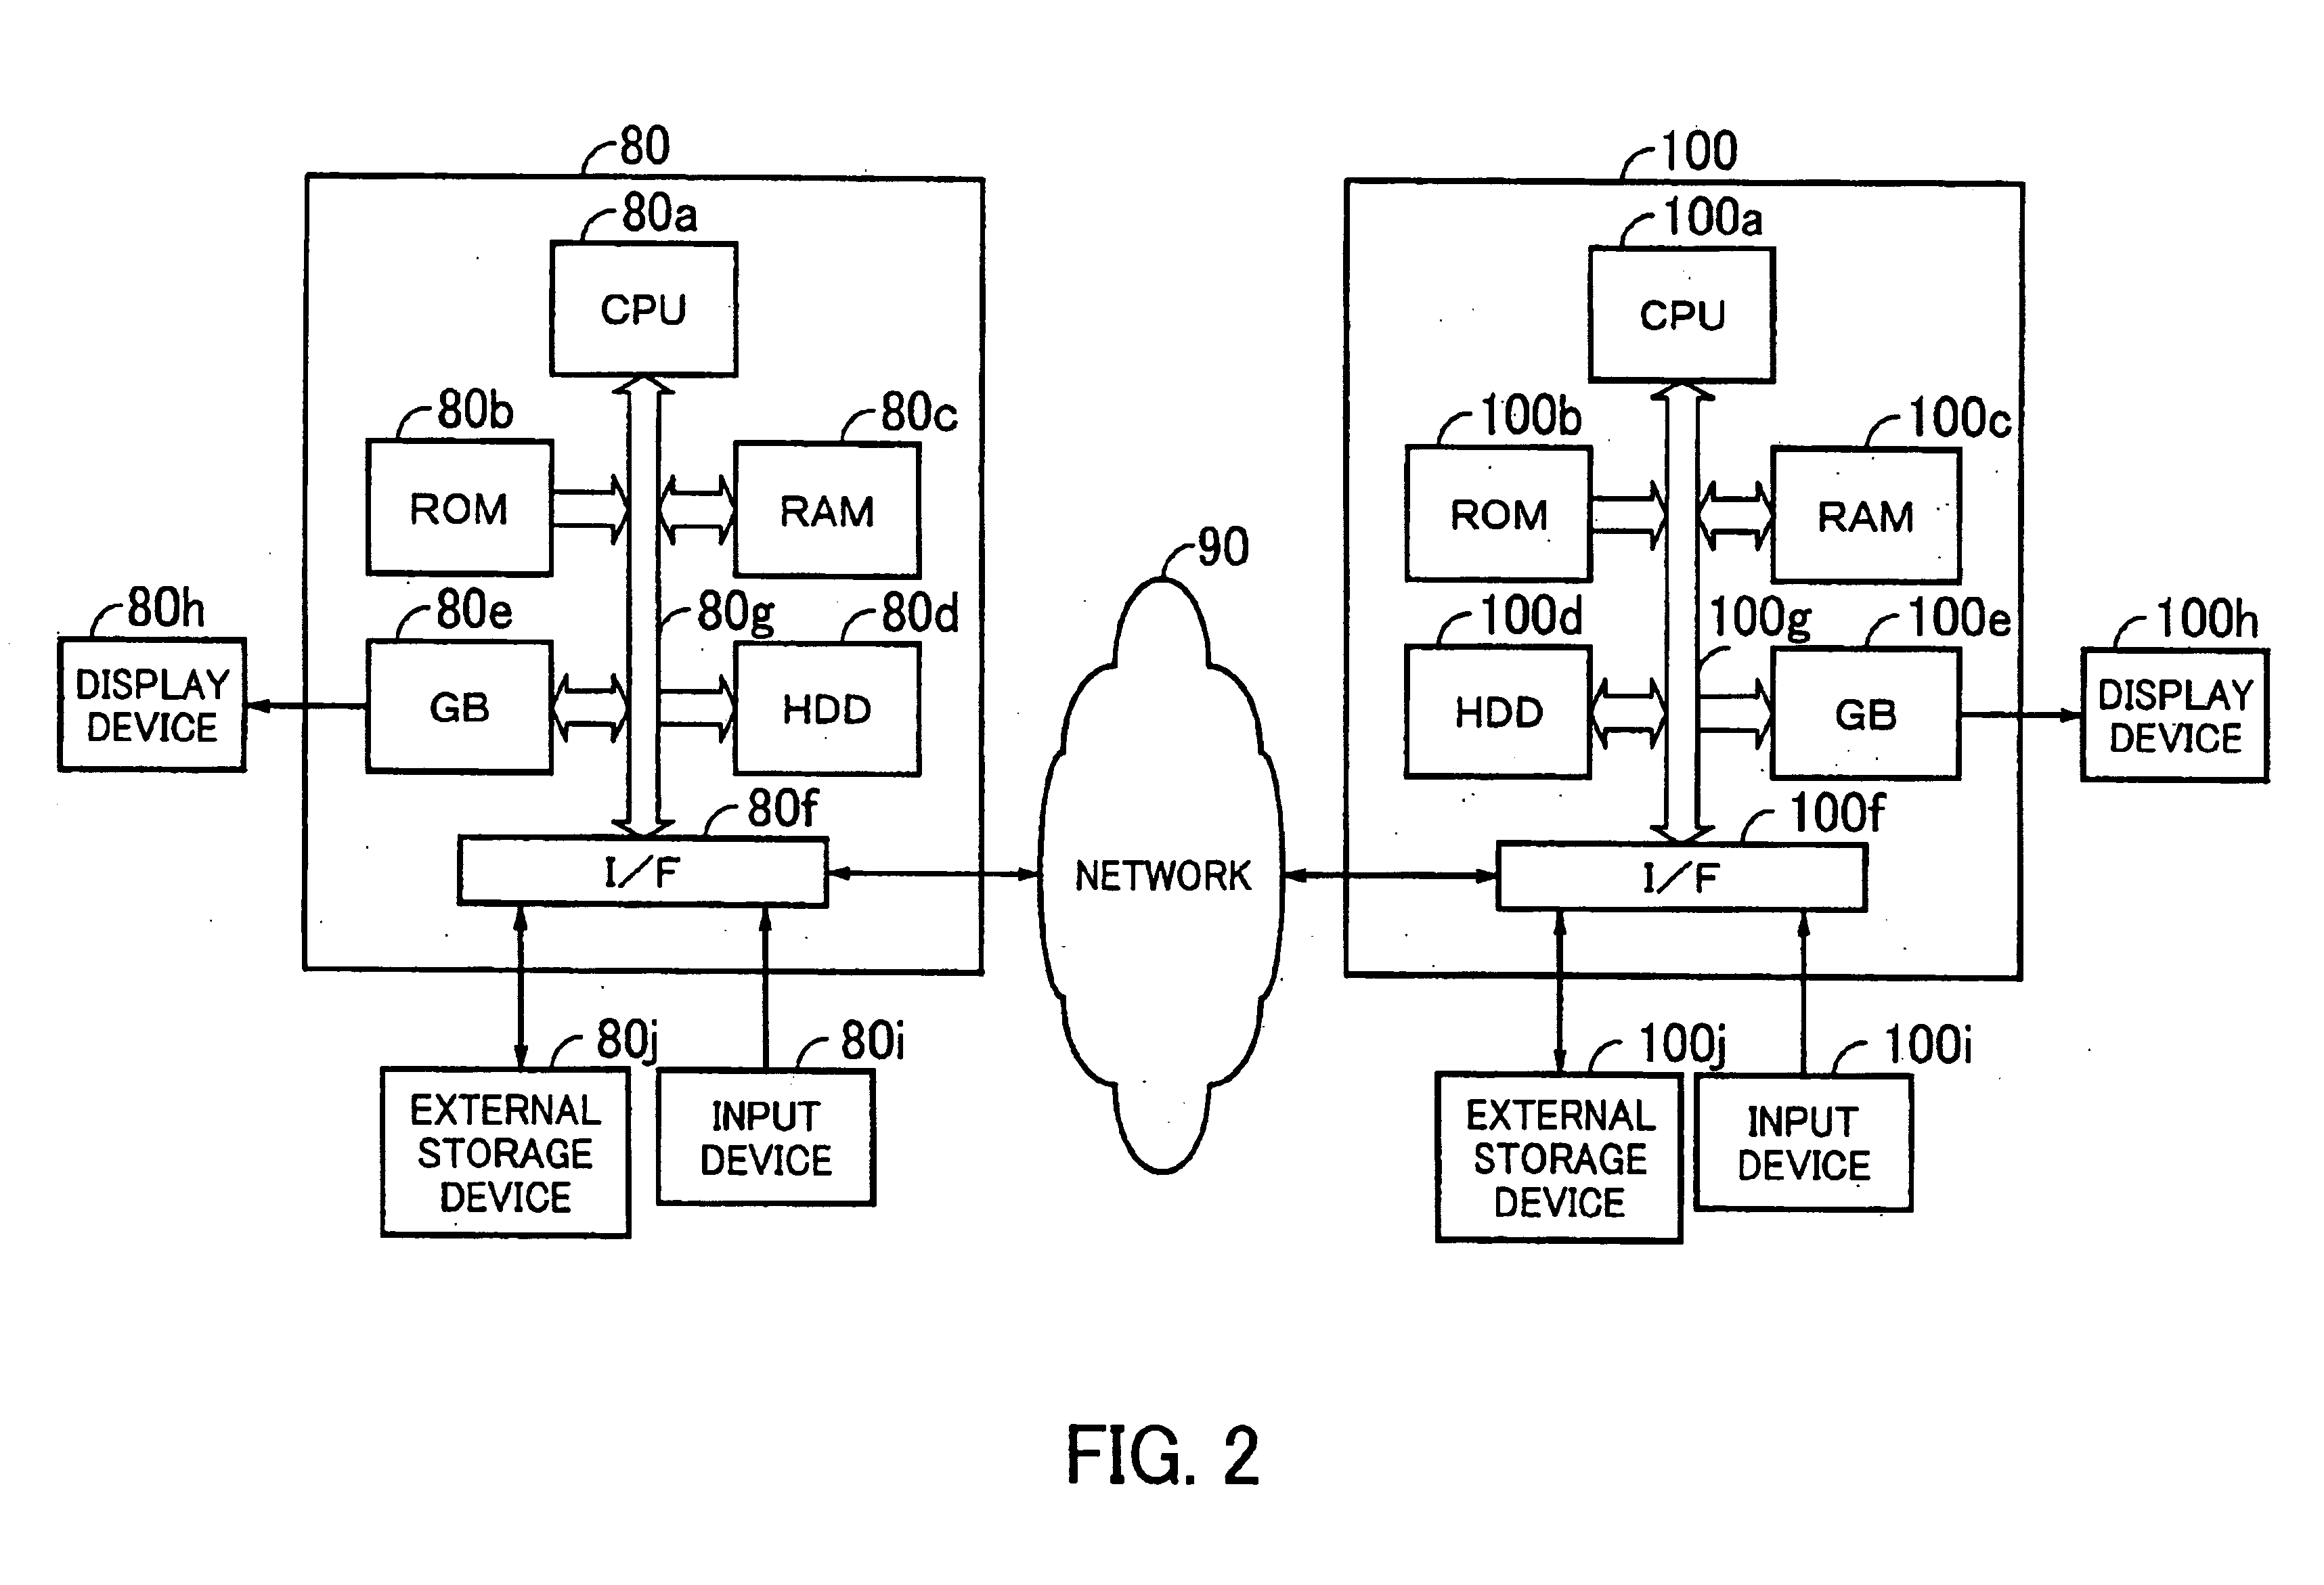 80
80a
CPU
80b
ROM
80c
RAM
80h
DISPLAY
DEVICE
80e
GB
80g
80d
HDD
80f
I/F
80j
EXTERNAL
STORAGE
DEVICE
80i
INPUT
DEVICE
90
NETWORK
100
100a
CPU
100b
ROM
100c
RAM
100d
HDD
100g
100e
GB
100h
DISPLAY
DEVICE
100f
I/F
100j
EXTERNAL
STORAGE
DEVICE
100i
INPUT
DEVICE
FIG. 2